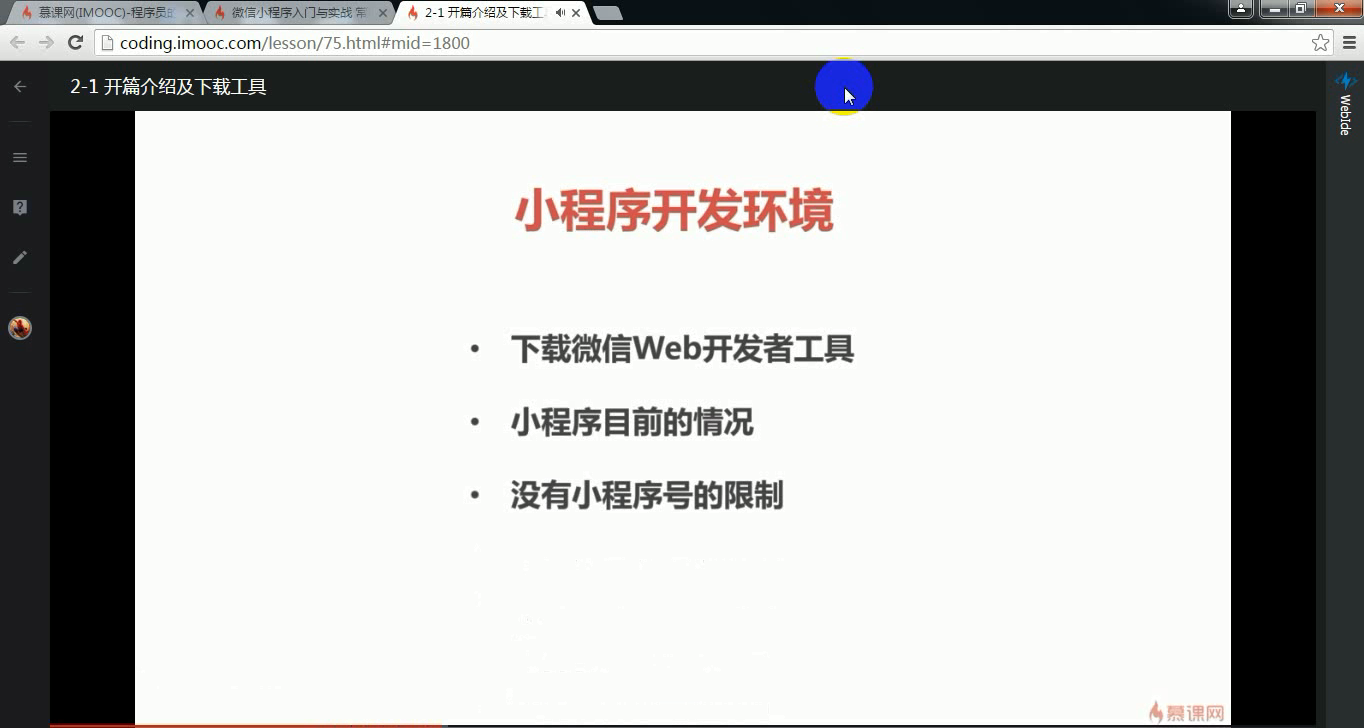 慕课网(IMOOC)-程序员的
微信小程序入门与实战 常
2-1 开篇介绍及下载工
coding.imooc.com/lesson/75.html#mid=1800
2-1 开篇介绍及下载工具
WebIde
小程序开发环境
• 下载微信Web开发者工具
• 小程序目前的情况
• 没有小程序号的限制
慕课网